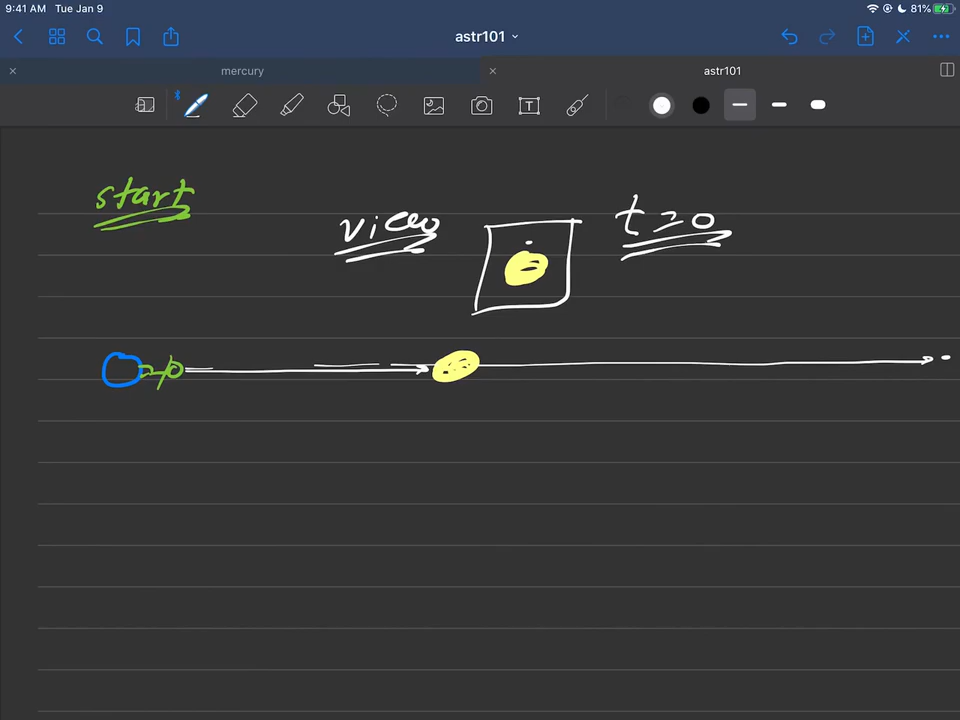 9:41 AM Tue Jan 9
81%
astr101
mercury
astr101
T
start
view
t=0